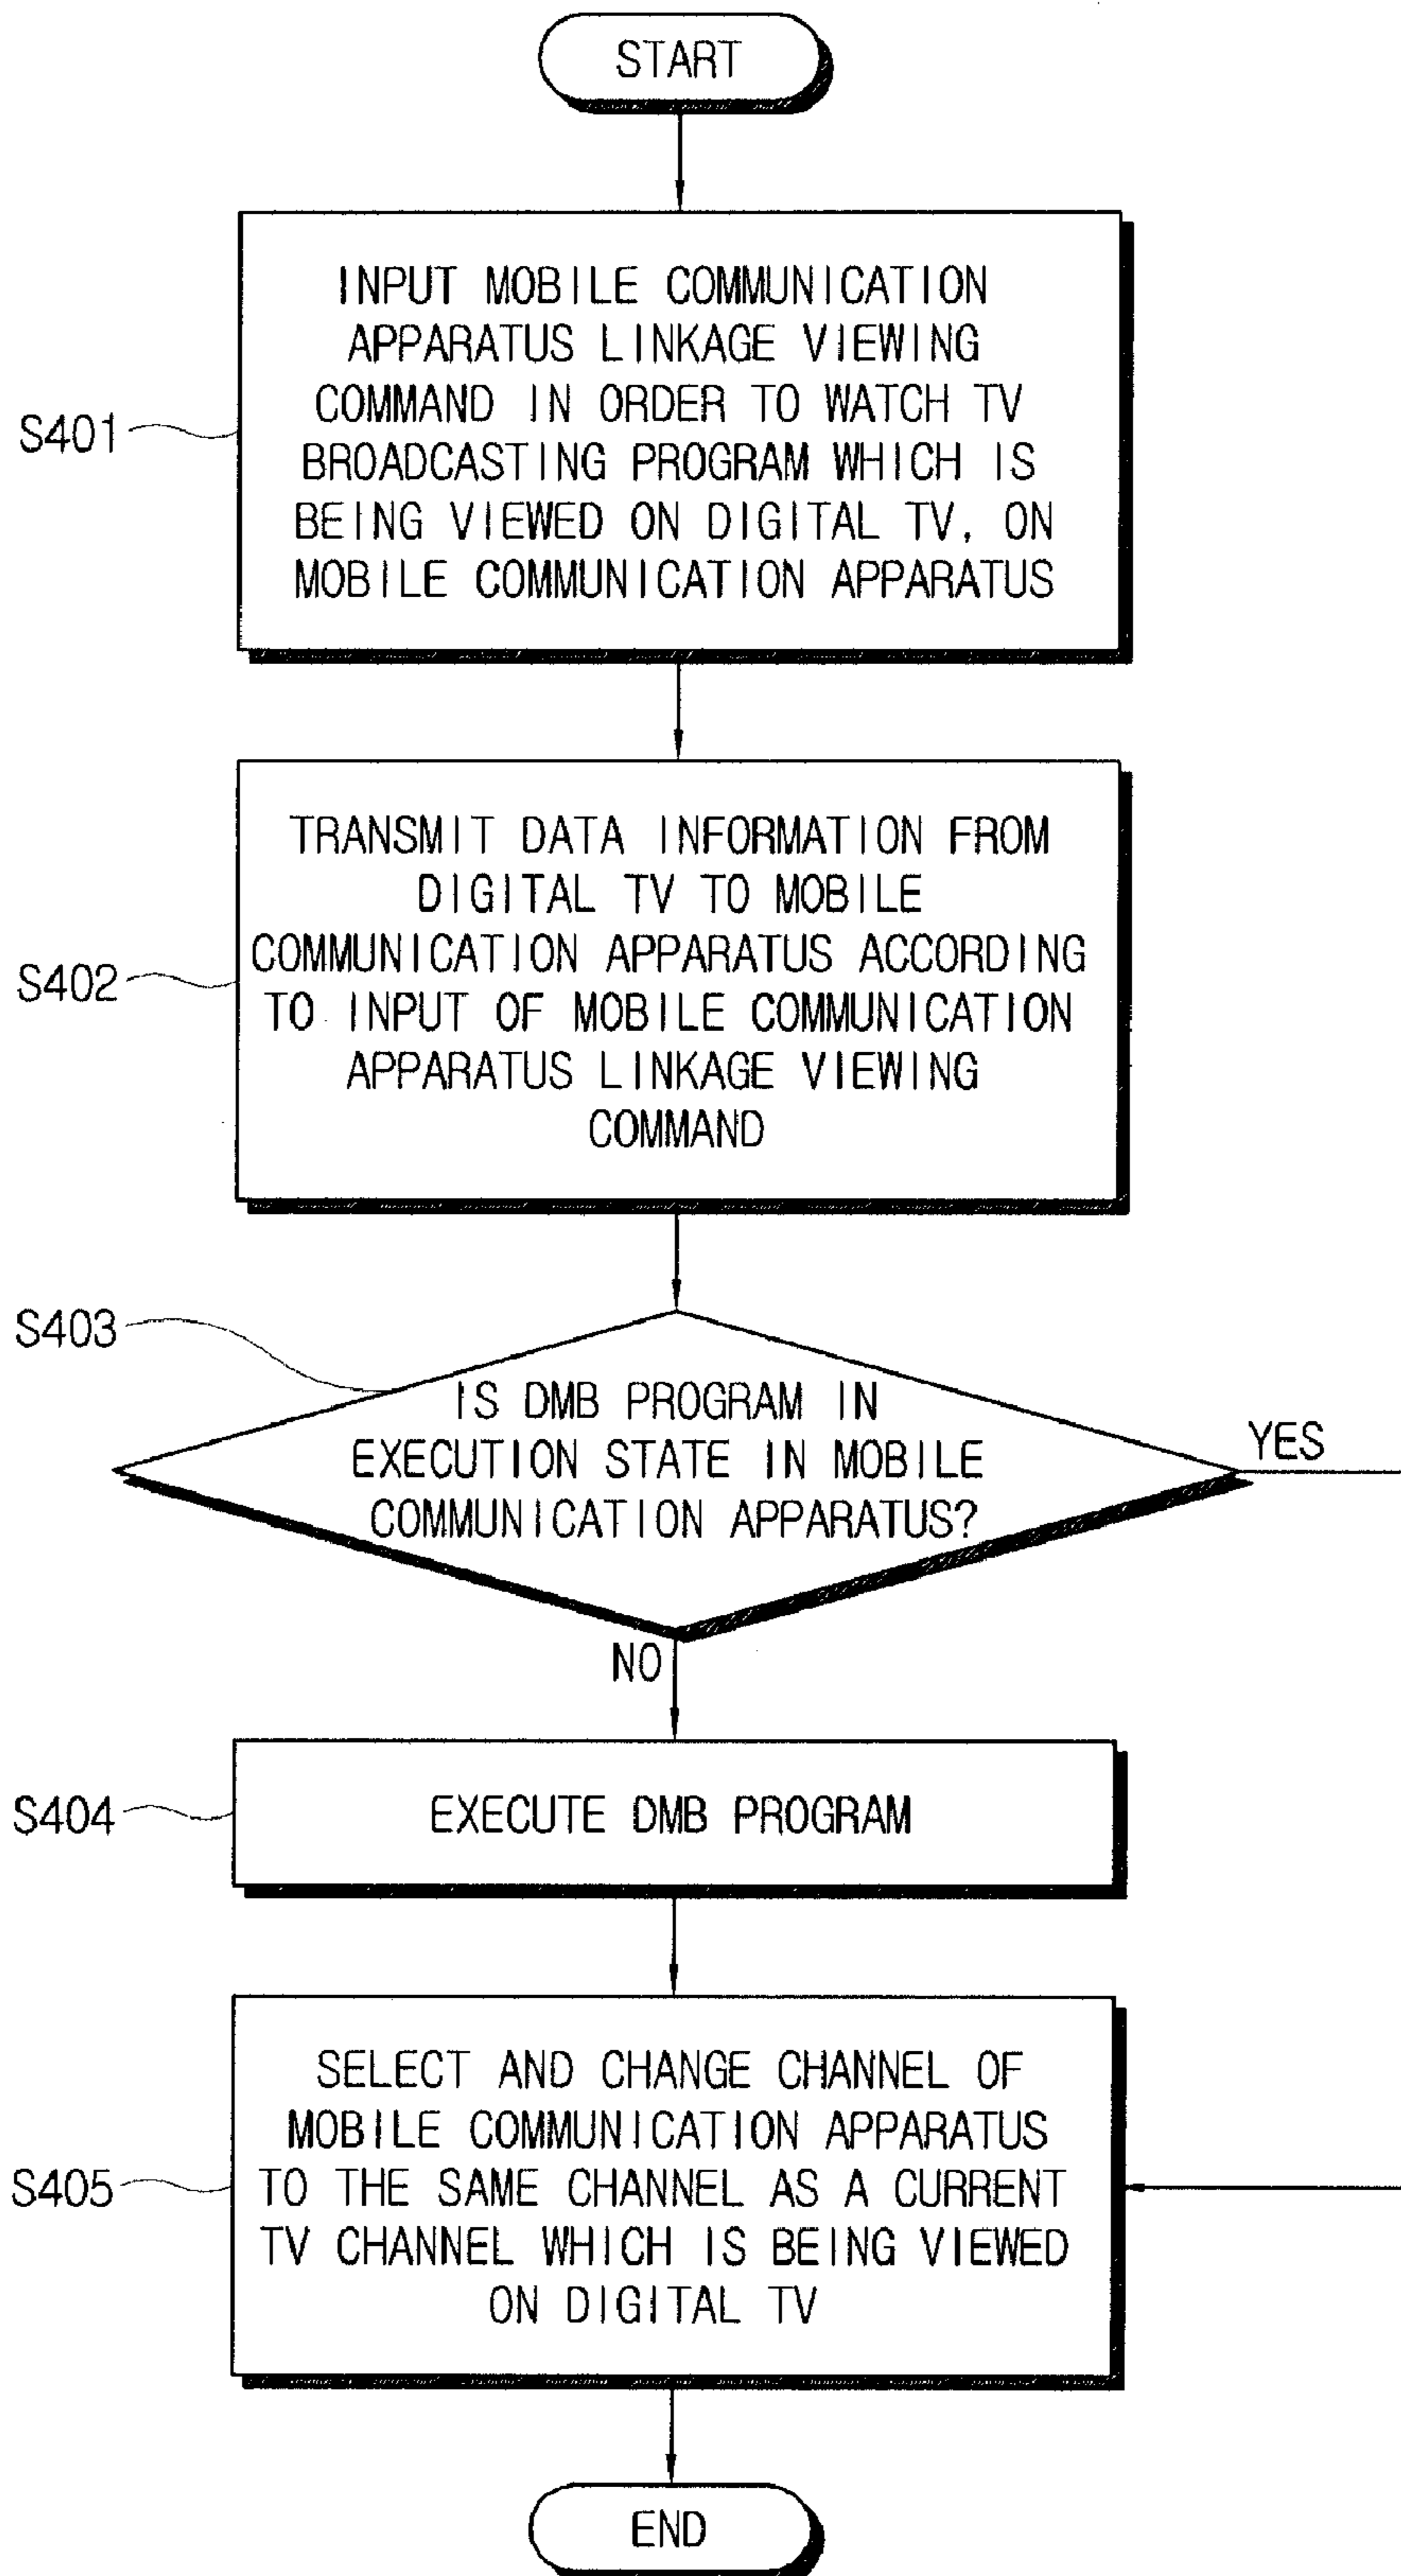 START
INPUT MOBILE COMMUNICATION
APPARATUS LINKAGE VIEWING
COMMAND IN ORDER TO WATCH TV
BROADCASTING PROGRAM WHICH IS
BEING VIEWED ON DIGITAL TV, ON
MOBILE COMMUNICATION APPARATUS
S401
TRANSMIT DATA INFORMATION FROM
DIGITAL TV TO MOBILE
COMMUNICATION APPARATUS ACCORDING
TO INPUT OF MOBILE COMMUNICATION
APPARATUS LINKAGE VIEWING
COMMAND
S402
S403
IS DMB PROGRAM IN
EXECUTION STATE IN MOBILE
COMMUNICATION APPARATUS?
YES
NO
S404
EXECUTE DMB PROGRAM
SELECT AND CHANGE CHANNEL OF
MOBILE COMMUNICATION APPARATUS
TO THE SAME CHANNEL AS A CURRENT
TV CHANNEL WHICH IS BEING VIEWED
ON DIGITAL TV
S405
END